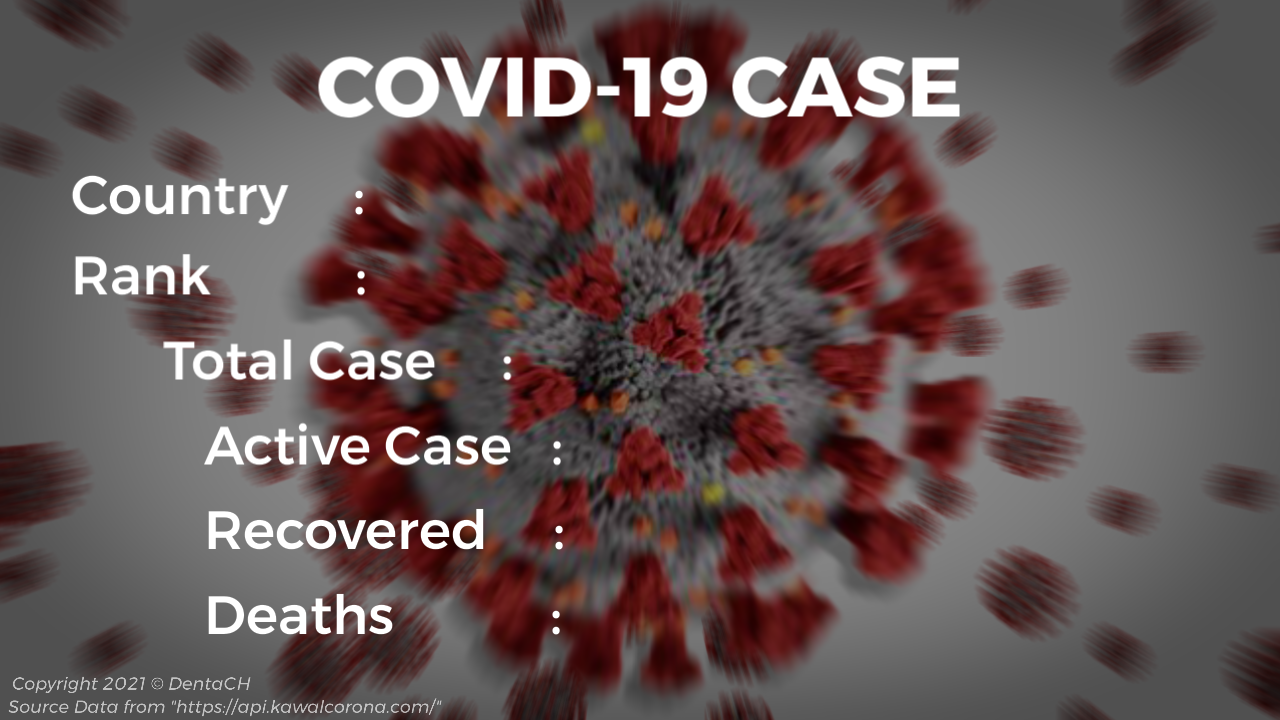 COVID-19 CASE
Country :
Rank :
Total Case :
Active Case :
Recovered :
Deaths :
Copyright 2021 © DentaCH
Source Data from "https://api.kawalcorona.com/"